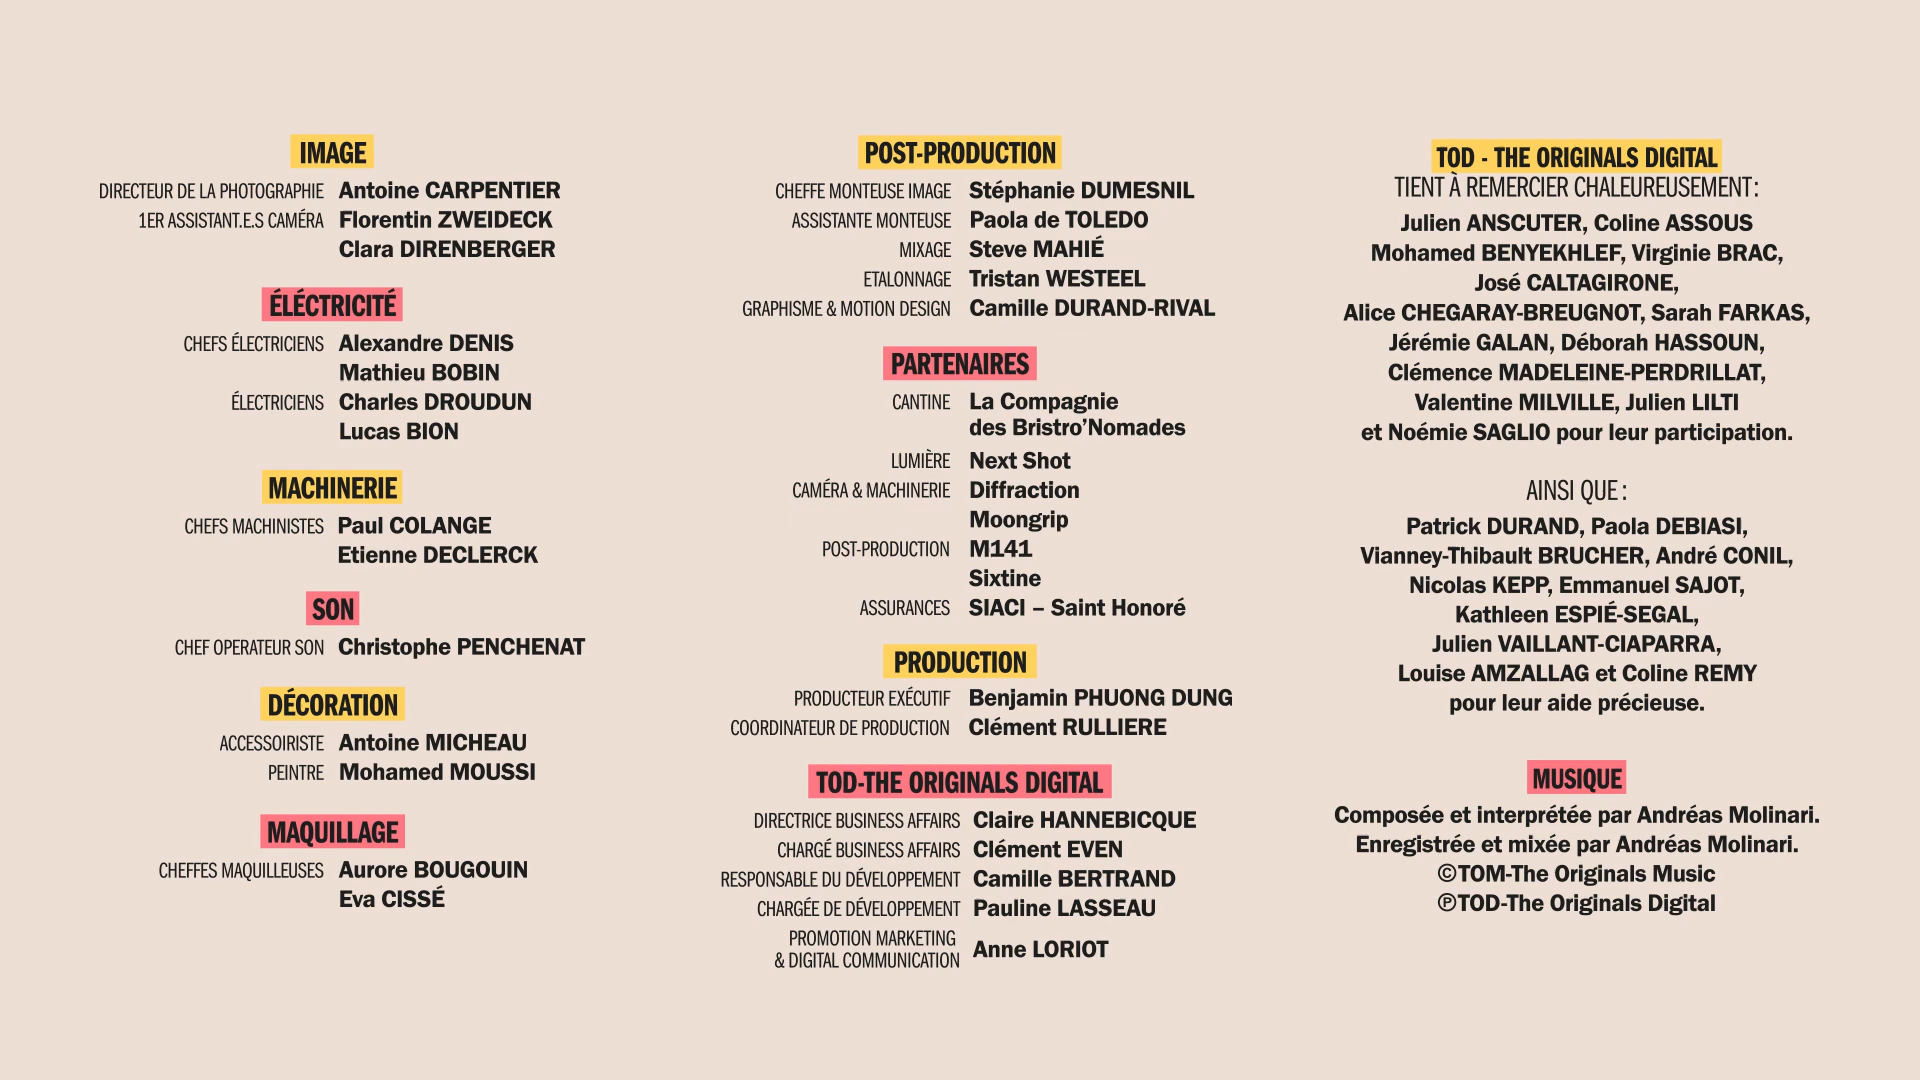 IMAGE
DIRECTEUR DE LA PHOTOGRAPHIE Antoine CARPENTIER
1ER ASSISTANT.E.S CAMÉRA Florentin ZWEIDECK
Clara DIRENBERGER
ÉLÉCTRICITÉ
CHEFS ÉLECTRICIENS Alexandre DENIS
Mathieu BOBIN
ÉLECTRICIENS Charles DROUDUN
Lucas BION
MACHINERIE
CHEFS MACHINISTES Paul COLANGE
Etienne DECLERCK
SON
CHEF OPERATEUR SON Christophe PENCHENAT
DÉCORATION
ACCESSOIRISTE Antoine MICHEAU
PEINTRE Mohamed MOUSSI
MAQUILLAGE
CHEFFES MAQUILLEUSES Aurore BOUGOUIN
Eva CISSÉ
POST-PRODUCTION
CHEFFE MONTEUSE IMAGE Stéphanie DUMESNIL
ASSISTANTE MONTEUSE Paola de TOLEDO
MIXAGE Steve MAHIÉ
ETALONNAGE Tristan WESTEEL
GRAPHISME & MOTION DESIGN Camille DURAND-RIVAL
PARTENAIRES
CANTINE La Compagnie
des Bristro’Nomades
LUMIÈRE Next Shot
CAMÉRA & MACHINERIE Diffraction
Moongrip
POST-PRODUCTION M141
Sixtine
ASSURANCES SIACI – Saint Honoré
PRODUCTION
PRODUCTEUR EXÉCUTIF Benjamin PHUONG DUNG
COORDINATEUR DE PRODUCTION Clément RULLIERE
TOD-THE ORIGINALS DIGITAL
DIRECTRICE BUSINESS AFFAIRS Claire HANNEBICQUE
CHARGÉ BUSINESS AFFAIRS Clément EVEN
RESPONSABLE DU DÉVELOPPEMENT Camille BERTRAND
CHARGÉE DE DÉVELOPPEMENT Pauline LASSEAU
PROMOTION MARKETING
& DIGITAL COMMUNICATION Anne LORIOT
TOD - THE ORIGINALS DIGITAL
TIENT À REMERCIER CHALEUREUSEMENT :
Julien ANSCUTER, Coline ASSOUS
Mohamed BENYEKHLEF, Virginie BRAC,
José CALTAGIRONE,
Alice CHEGARAY-BREUGNOT, Sarah FARKAS,
Jérémie GALAN, Déborah HASSOUN,
Clémence MADELEINE-PERDRILLAT,
Valentine MILVILLE, Julien LILTI
et Noémie SAGLIO pour leur participation.
AINSI QUE :
Patrick DURAND, Paola DEBIASI,
Vianney-Thibault BRUCHER, André CONIL,
Nicolas KEPP, Emmanuel SAJOT,
Kathleen ESPIÉ-SEGAL,
Julien VAILLANT-CIAPARRA,
Louise AMZALLAG et Coline REMY
pour leur aide précieuse.
MUSIQUE
Composée et interprétée par Andréas Molinari.
Enregistrée et mixée par Andréas Molinari.
©TOM-The Originals Music
℗TOD-The Originals Digital